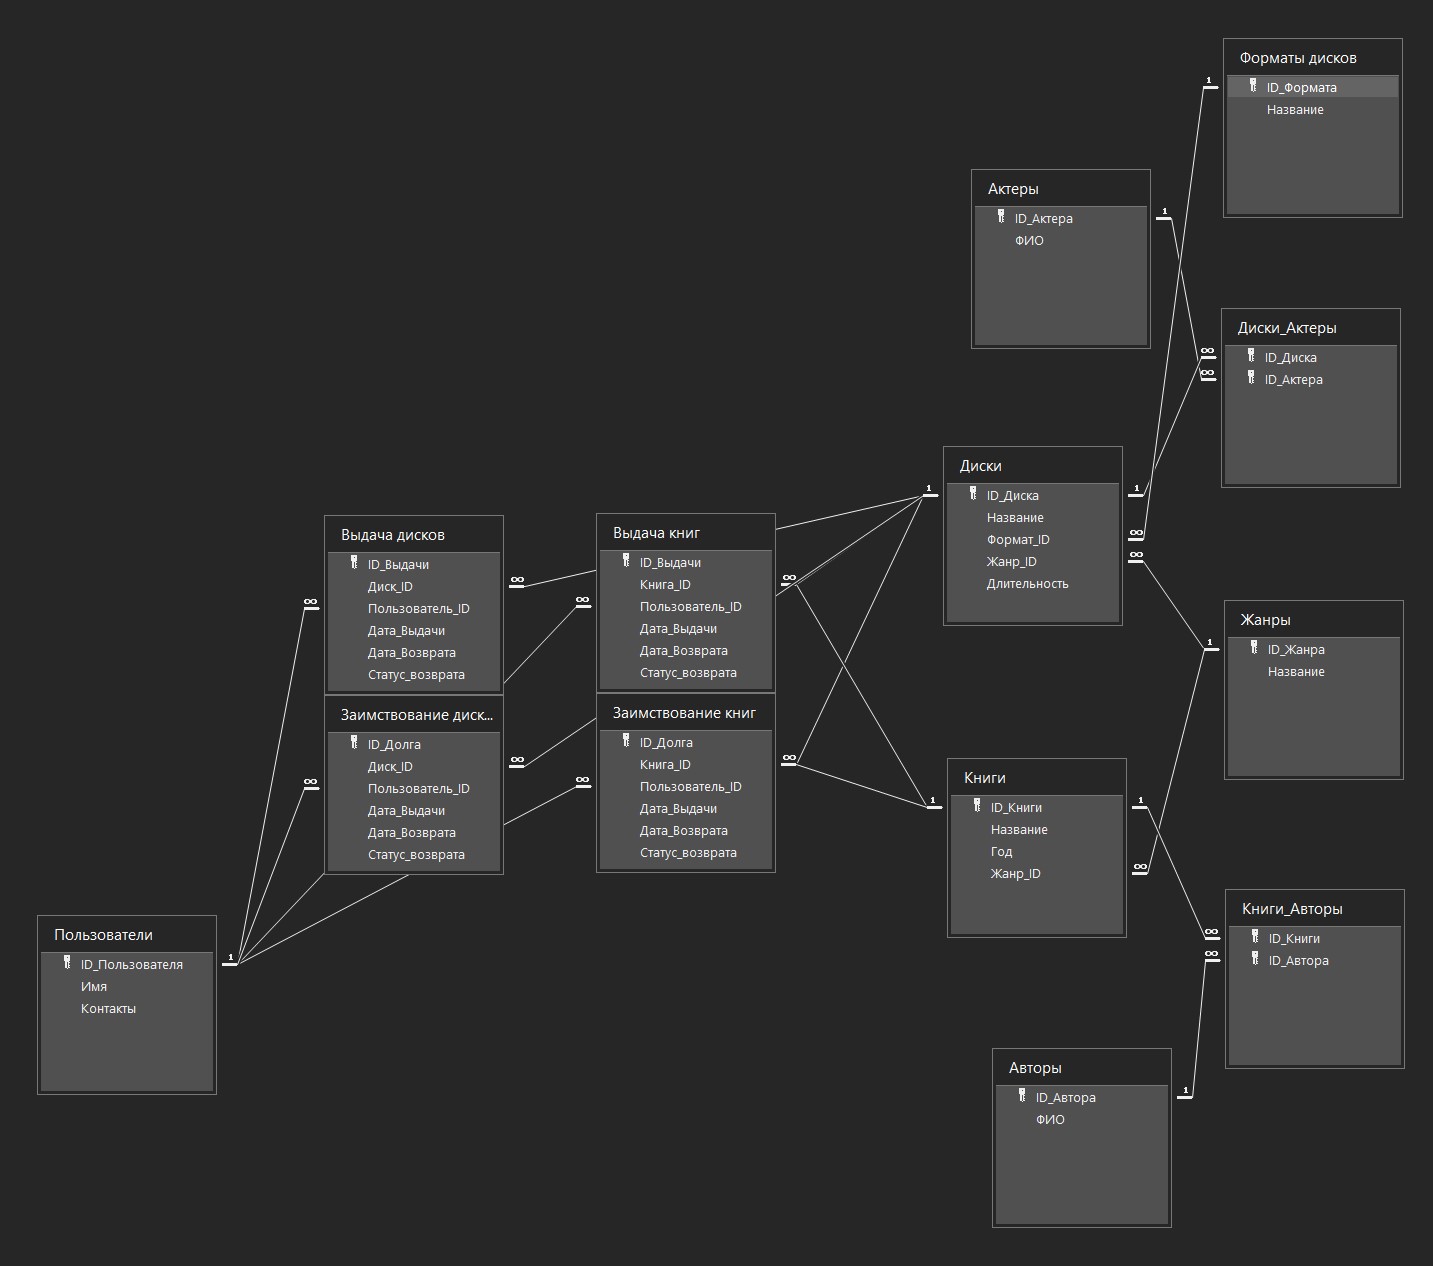 Форматы дисков
1
ID_Формата
Название
Актеры
1
ID_Актера
ФИО
Диски_Актеры
∞
ID_Диска
∞
ID_Актера
Диски
1
ID_Диска
1
Название
∞
Формат_ID
∞
Жанр_ID
Длительность
Выдача дисков
ID_Выдачи
∞
Диск_ID
∞
Пользователь_ID
Дата_Выдачи
Дата_Возврата
Статус_возврата
Выдача книг
ID_Выдачи
∞
Книга_ID
∞
Пользователь_ID
Дата_Выдачи
Дата_Возврата
Статус_возврата
Жанры
1
ID_Жанра
Название
Заимствование диск...
ID_Долга
∞
Диск_ID
∞
Пользователь_ID
Дата_Выдачи
Дата_Возврата
Статус_возврата
Заимствование книг
ID_Долга
∞
Книга_ID
∞
Пользователь_ID
Дата_Выдачи
Дата_Возврата
Статус_возврата
Книги
1
ID_Книги
1
Название
Год
∞
Жанр_ID
Книги_Авторы
∞
ID_Книги
∞
ID_Автора
Пользователи
1
ID_Пользователя
Имя
Контакты
Авторы
1
ID_Автора
ФИО